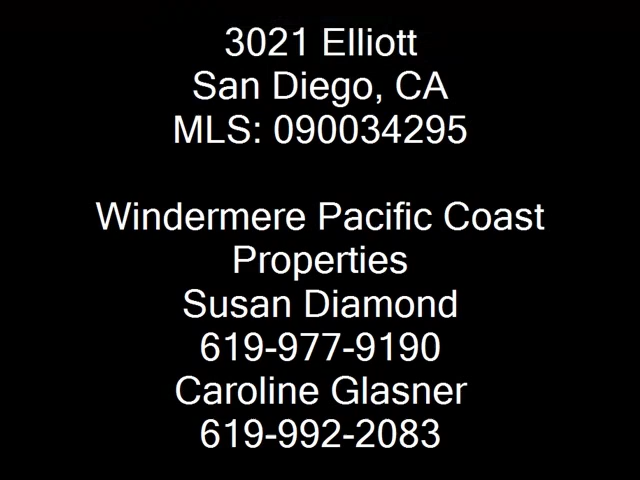 3021 Elliott
San Diego, CA
MLS: 090034295
Windermere Pacific Coast
Properties
Susan Diamond
619-977-9190
Caroline Glasner
619-992-2083